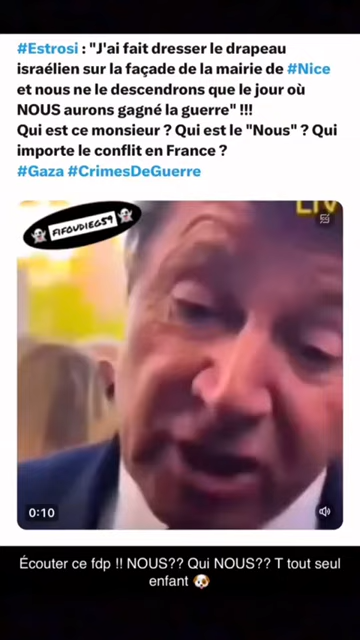 #Estrosi : "J'ai fait dresser le drapeau
israélien sur la façade de la mairie de #Nice
et nous ne le descendrons que le jour où
NOUS aurons gagné la guerre" !!!
Qui est ce monsieur ? Qui est le "Nous" ? Qui
importe le conflit en France ?
#Gaza #CrimesDeGuerre
LIV
👻 FIFOUDIEG59 👻
0:10
Écouter ce fdp !! NOUS?? Qui NOUS?? T tout seul
enfant 🐶